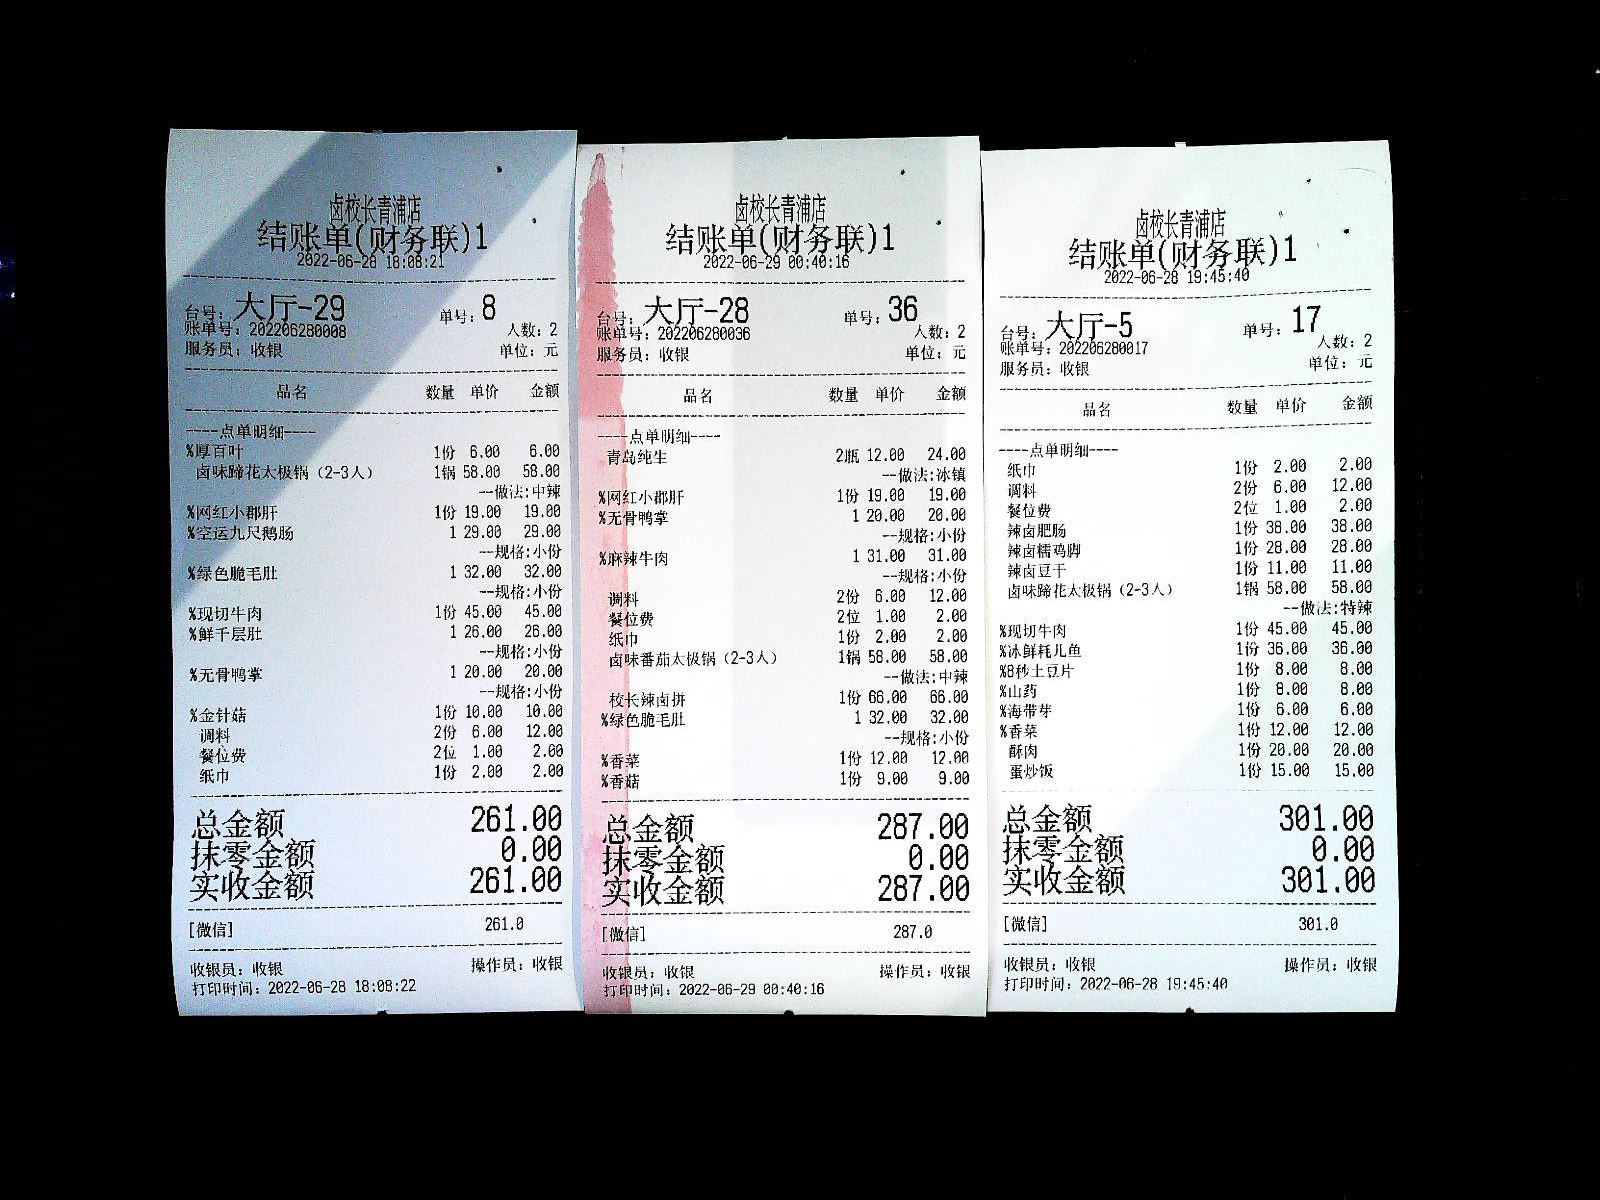 卤校长青浦店
结账单(财务联)1
2022-06-28 18:08:21
台号: 大厅-29 单号: 8
账单号: 202206280008 人数: 2
服务员: 收银 单位: 元
品名 数量 单价 金额
----点单明细----
%厚百叶 1份 6.00 6.00
卤味蹄花太极锅 (2-3人) 1锅 58.00 58.00
--做法:中辣
%网红小郡肝 1份 19.00 19.00
%空运九尺鹅肠 1 29.00 29.00
--规格:小份
%绿色脆毛肚 1 32.00 32.00
--规格:小份
%现切牛肉 1份 45.00 45.00
%鲜千层肚 1 26.00 26.00
--规格:小份
%无骨鸭掌 1 20.00 20.00
--规格:小份
%金针菇 1份 10.00 10.00
调料 2份 6.00 12.00
餐位费 2位 1.00 2.00
纸巾 1份 2.00 2.00
总金额 261.00
抹零金额 0.00
实收金额 261.00
[微信] 261.0
收银员: 收银 操作员: 收银
打印时间: 2022-06-28 18:08:22
卤校长青浦店
结账单(财务联)1
2022-06-29 00:40:16
台号: 大厅-28 单号: 36
账单号: 202206280036 人数: 2
服务员: 收银 单位: 元
品名 数量 单价 金额
----点单明细----
青岛纯生 2瓶 12.00 24.00
--做法:冰镇
%网红小郡肝 1份 19.00 19.00
%无骨鸭掌 1 20.00 20.00
--规格:小份
%麻辣牛肉 1 31.00 31.00
--规格:小份
调料 2份 6.00 12.00
餐位费 2位 1.00 2.00
纸巾 1份 2.00 2.00
卤味番茄太极锅 (2-3人) 1锅 58.00 58.00
--做法:中辣
校长辣卤拼 1份 66.00 66.00
%绿色脆毛肚 1 32.00 32.00
--规格:小份
%香菜 1份 12.00 12.00
%香菇 1份 9.00 9.00
总金额 287.00
抹零金额 0.00
实收金额 287.00
[微信] 287.0
收银员: 收银 操作员: 收银
打印时间: 2022-06-29 00:40:16
卤校长青浦店
结账单(财务联)1
2022-06-28 19:45:40
台号: 大厅-5 单号: 17
账单号: 202206280017 人数: 2
服务员: 收银 单位: 元
品名 数量 单价 金额
----点单明细----
纸巾 1份 2.00 2.00
调料 2份 6.00 12.00
餐位费 2位 1.00 2.00
辣卤肥肠 1份 38.00 38.00
辣卤糯鸡脚 1份 28.00 28.00
辣卤豆干 1份 11.00 11.00
卤味蹄花太极锅 (2-3人) 1锅 58.00 58.00
--做法:特辣
%现切牛肉 1份 45.00 45.00
%冰鲜耗儿鱼 1份 36.00 36.00
%8秒土豆片 1份 8.00 8.00
%山药 1份 8.00 8.00
%海带芽 1份 6.00 6.00
%香菜 1份 12.00 12.00
酥肉 1份 20.00 20.00
蛋炒饭 1份 15.00 15.00
总金额 301.00
抹零金额 0.00
实收金额 301.00
[微信] 301.0
收银员: 收银 操作员: 收银
打印时间: 2022-06-28 19:45:40